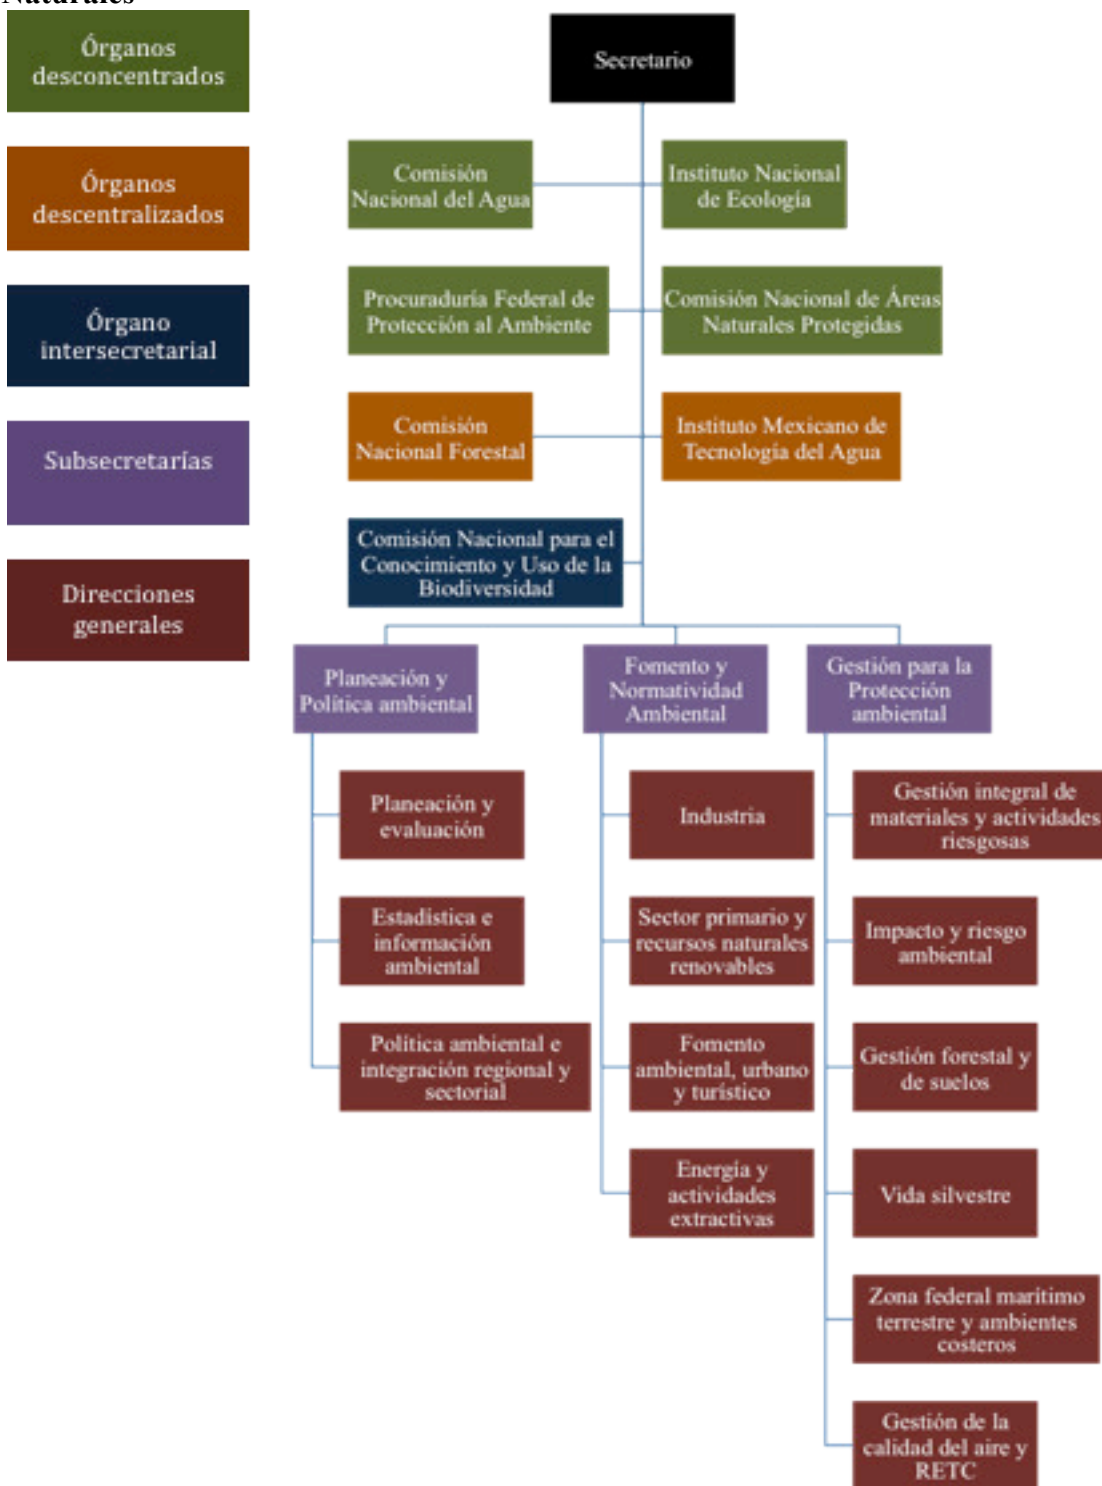 Naturales
Órganos
desconcentrados
Órganos
descentralizados
Órgano
intersecretarial
Subsecretarías
Direcciones
generales
Secretario
Comisión
Nacional del Agua
Instituto Nacional
de Ecología
Procuraduría Federal de
Protección al Ambiente
Comisión Nacional de Áreas
Naturales Protegidas
Comisión
Nacional Forestal
Instituto Mexicano de
Tecnología del Agua
Comisión Nacional para el
Conocimiento y Uso de la
Biodiversidad
Planeación y
Política ambiental
Planeación y
evaluación
Estadística e
información
ambiental
Política ambiental e
integración regional y
sectorial
Fomento y
Normatividad
Ambiental
Industria
Sector primario y
recursos naturales
renovables
Fomento
ambiental, urbano
y turístico
Energía y
actividades
extractivas
Gestión para la
Protección
ambiental
Gestión integral de
materiales y actividades
riesgosas
Impacto y riesgo
ambiental
Gestión forestal y
de suelos
Vida silvestre
Zona federal marítimo
terrestre y ambientes
costeros
Gestión de la
calidad del aire y
RETC